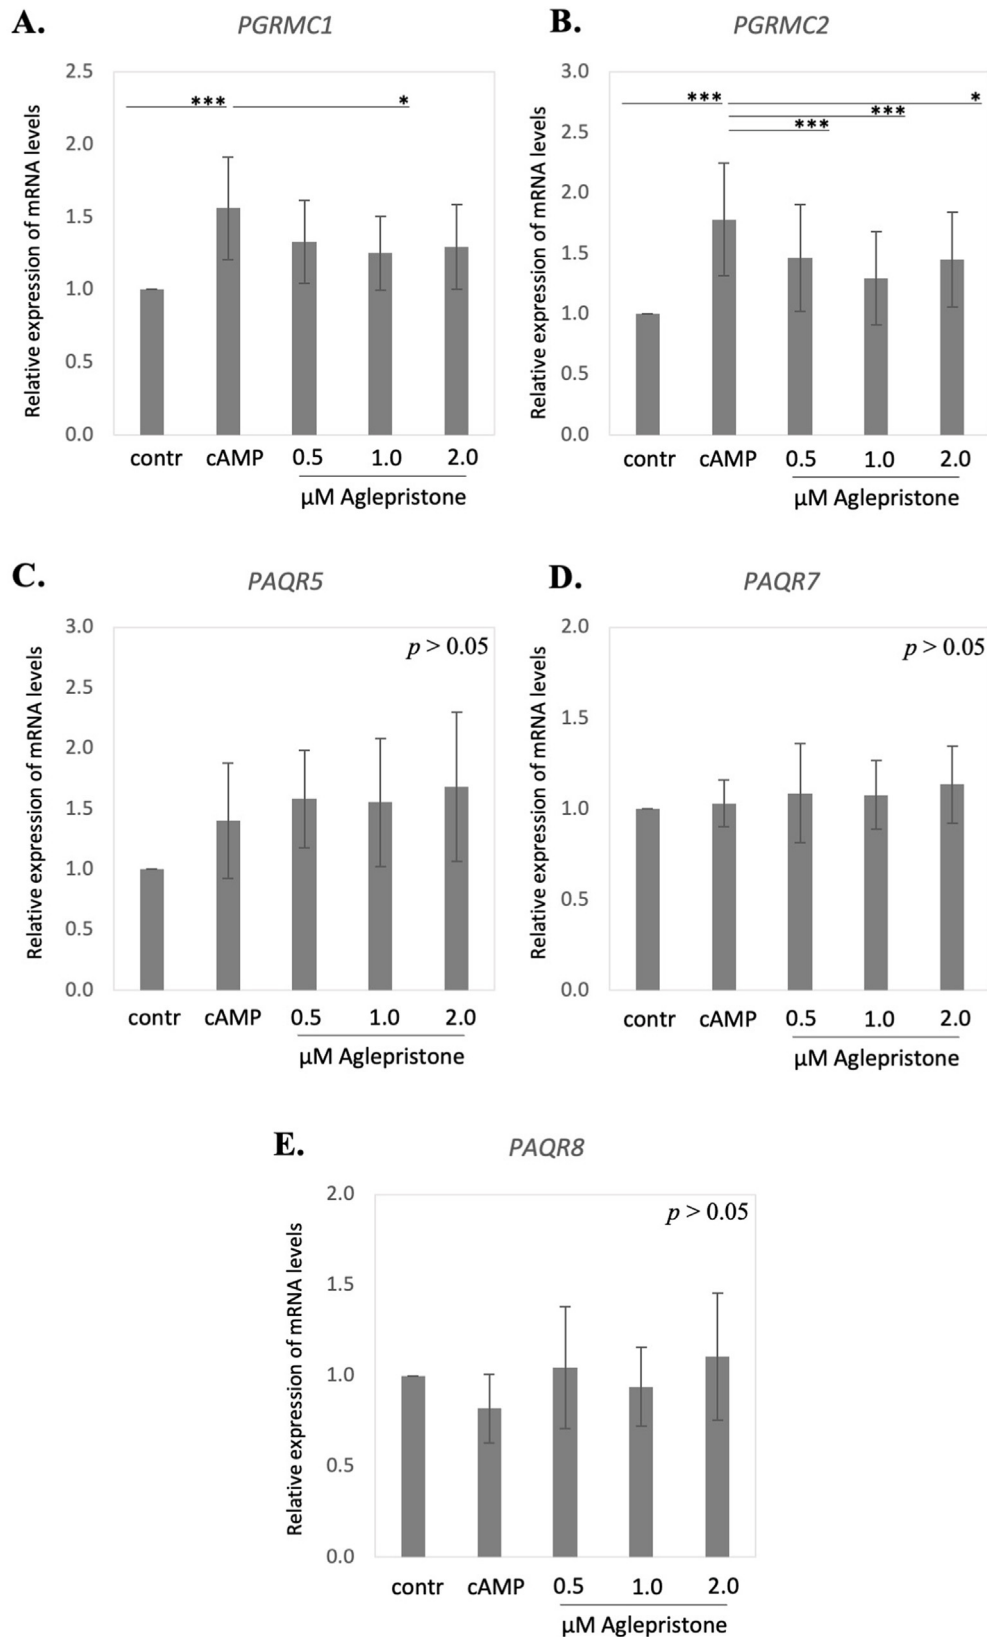 A.
PGRMC1
Relative expression of mRNA levels
2.5
2.0
1.5
1.0
0.5
0.0
***
*
contr cAMP 0.5 1.0 2.0
µM Aglepristone
B.
PGRMC2
Relative expression of mRNA levels
3.0
2.5
2.0
1.5
1.0
0.5
0.0
***
*
***
***
contr cAMP 0.5 1.0 2.0
µM Aglepristone
C.
PAQR5
Relative expression of mRNA levels
3.0
2.5
2.0
1.5
1.0
0.5
0.0
p > 0.05
contr cAMP 0.5 1.0 2.0
µM Aglepristone
D.
PAQR7
Relative expression of mRNA levels
2.0
1.5
1.0
0.5
0.0
p > 0.05
contr cAMP 0.5 1.0 2.0
µM Aglepristone
E.
PAQR8
Relative expression of mRNA levels
2.0
1.5
1.0
0.5
0.0
p > 0.05
contr cAMP 0.5 1.0 2.0
µM Aglepristone